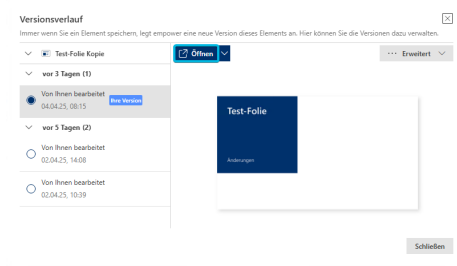 Versionsverlauf
Immer wenn Sie ein Element speichern, legt empower eine neue Version dieses Elements an. Hier können Sie die Versionen dazu verwalten.
Test-Folie Kopie
Öffnen
Erweitert
vor 3 Tagen (1)
Von Ihnen bearbeitet
Ihre Version
04.04.25, 08:15
vor 5 Tagen (2)
Von Ihnen bearbeitet
02.04.25, 14:08
Von Ihnen bearbeitet
02.04.25, 10:39
Test-Folie
Änderungen
Schließen